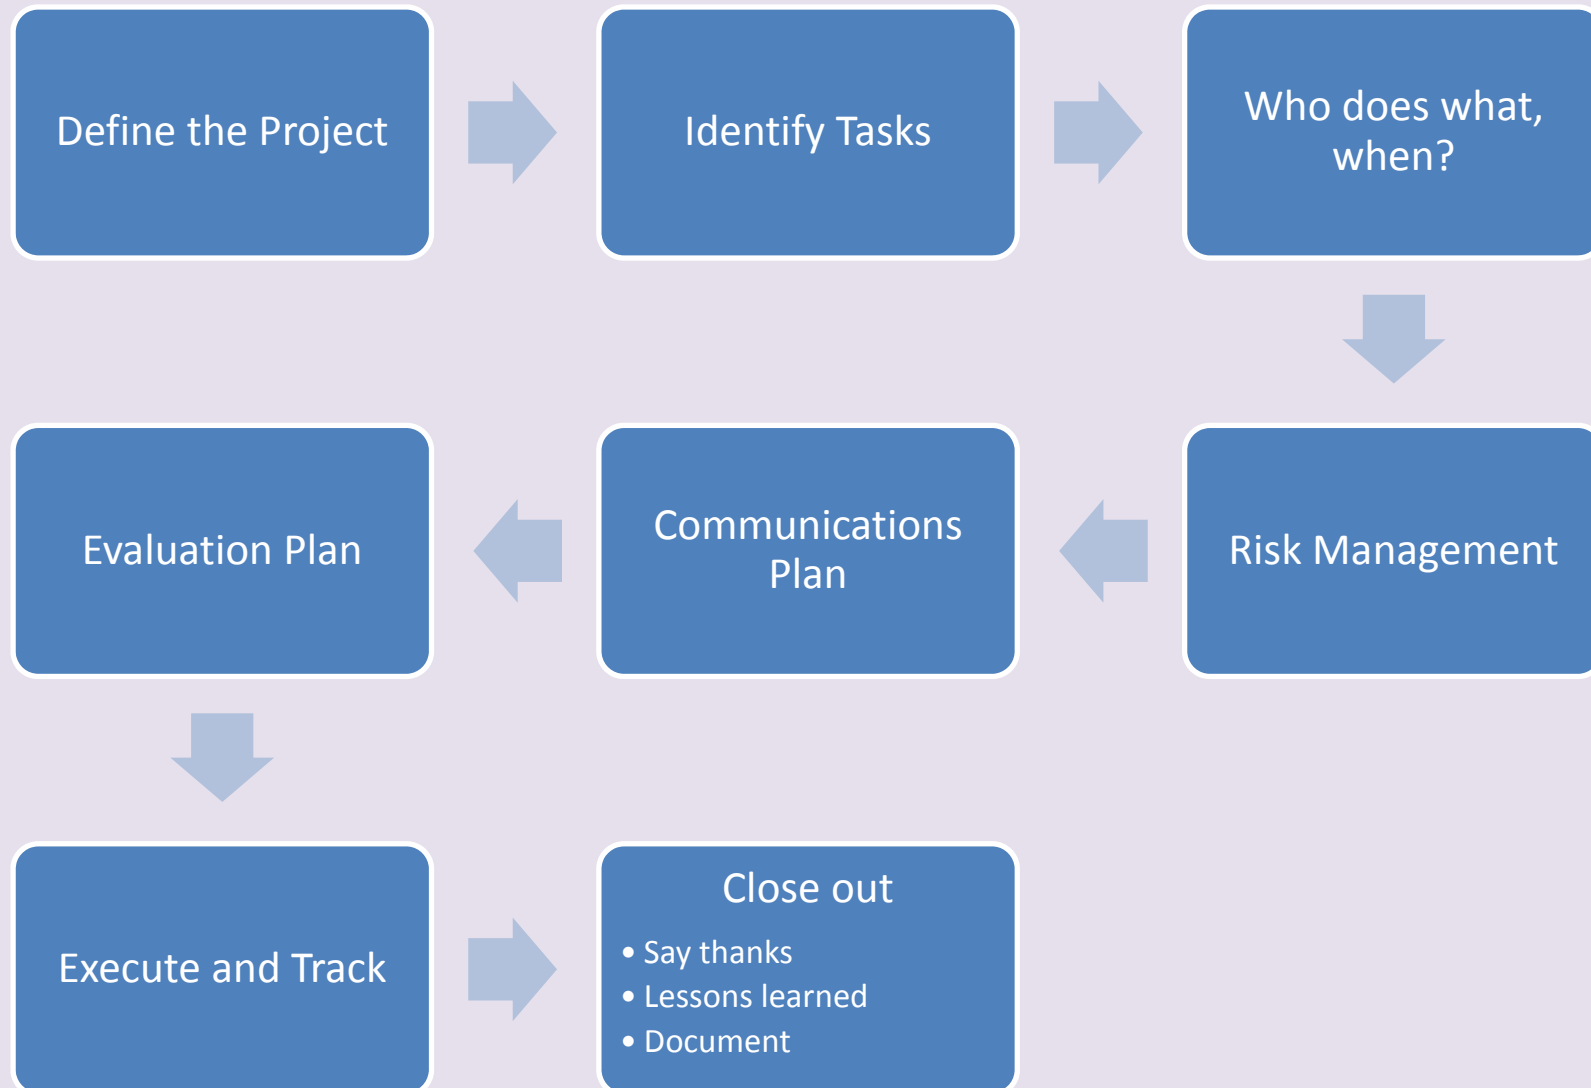 Define the Project
Identify Tasks
Who does what,
when?
Risk Management
Communications
Plan
Evaluation Plan
Execute and Track
Close out
• Say thanks
• Lessons learned
• Document